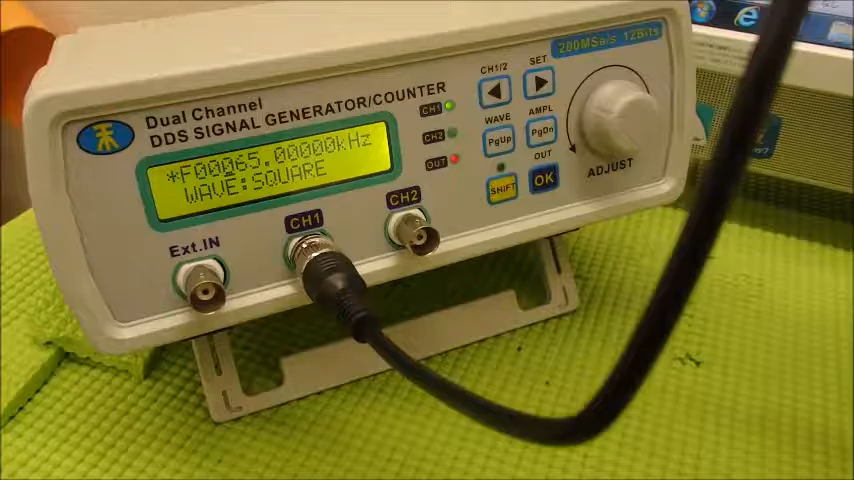 200MSa/s 12Bits
Dual Channel
DDS SIGNAL GENERATOR/COUNTER
CH1/2
SET
CH1
CH2
OUT
WAVE
AMPL
PgUp
PgDn
OUT
SHIFT
OK
ADJUST
*F00065.00000kHz
WAVE:SQUARE
Ext.IN
CH1
CH2